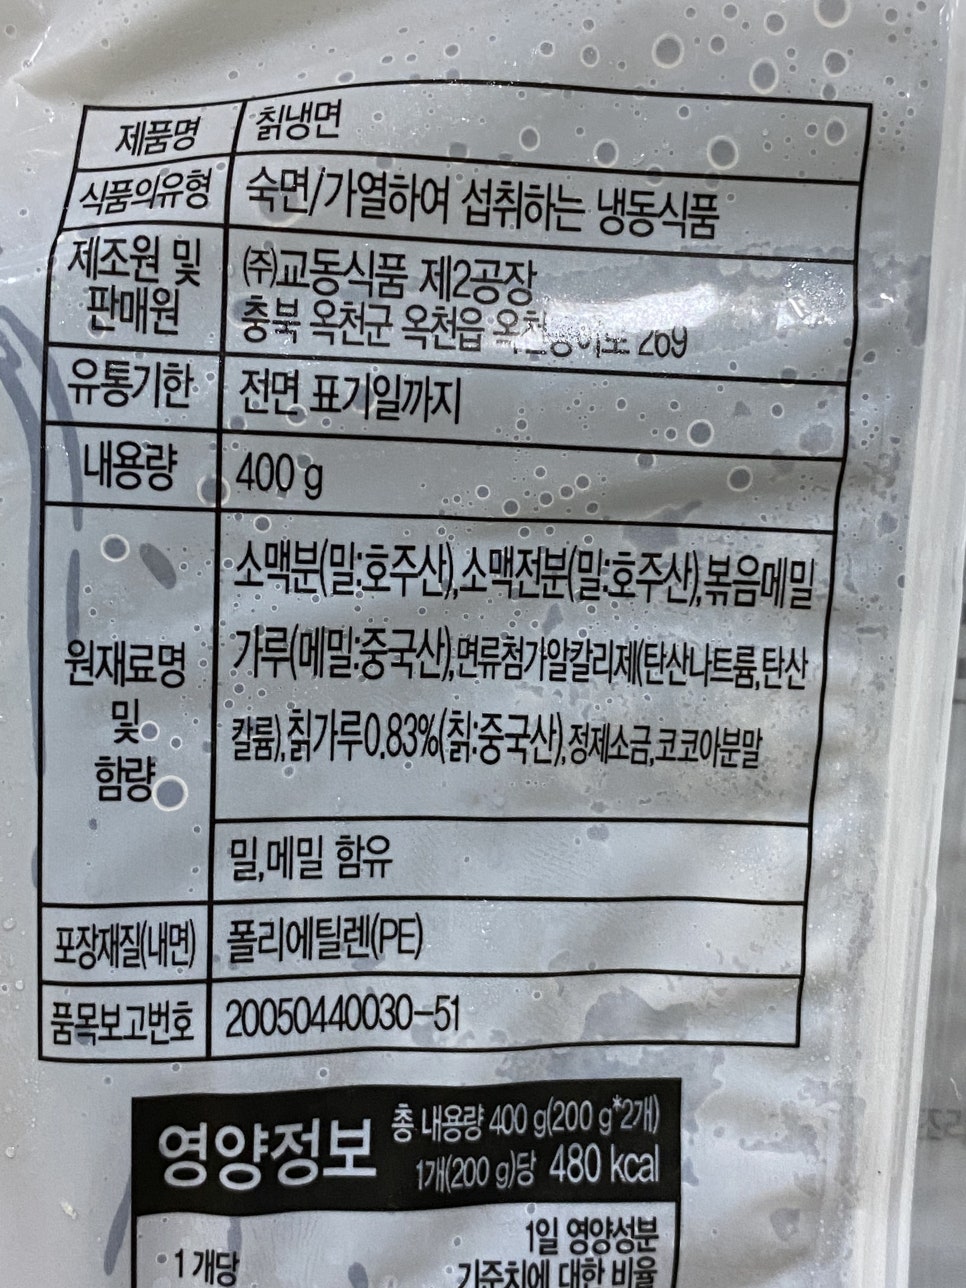 제품명 칡냉면
식품의유형 숙면/가열하여 섭취하는 냉동식품
제조원 및 판매원 ㈜교동식품 제2공장
충북 옥천군 옥천읍 269
유통기한 전면 표기일까지
내용량 400 g
원재료명 및 함량 소맥분(밀:호주산),소맥전분(밀:호주산),볶음메밀
가루(메밀:중국산),면류첨가알칼리제(탄산나트륨,탄산
칼륨),칡가루0.83%(칡:중국산),정제소금,코코아분말
밀,메밀 함유
포장재질(내면) 폴리에틸렌(PE)
품목보고번호 20050440030-51
영양정보 총 내용량 400 g(200 g*2개)
1개(200 g)당 480 kcal
1개당 1일 영양성분
기준치에 대한 비율